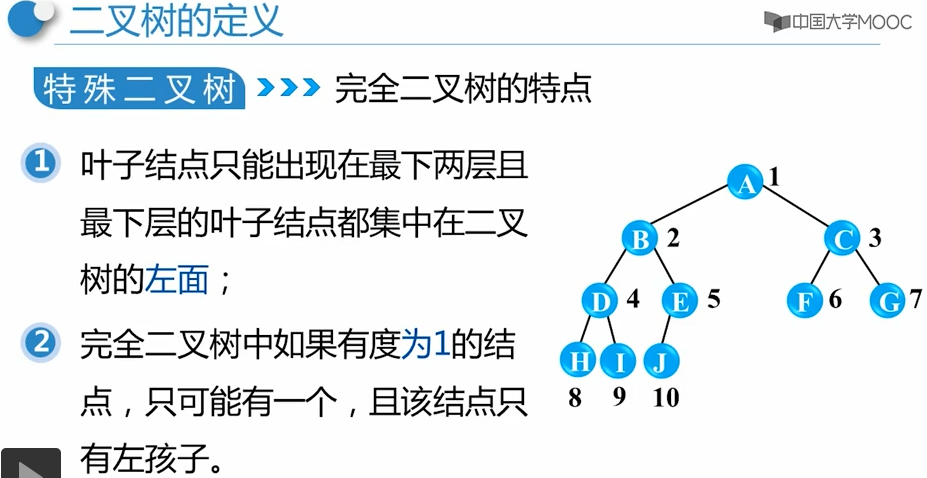 二叉树的定义
中国大学MOOC
特殊二叉树 完全二叉树的特点
1 叶子结点只能出现在最下两层且
最下层的叶子结点都集中在二叉
树的左面；
2 完全二叉树中如果有度为1的结
点，只可能有一个，且该结点只
有左孩子。
A 1
B 2 C 3
D 4 E 5 F 6 G 7
H I J
8 9 10